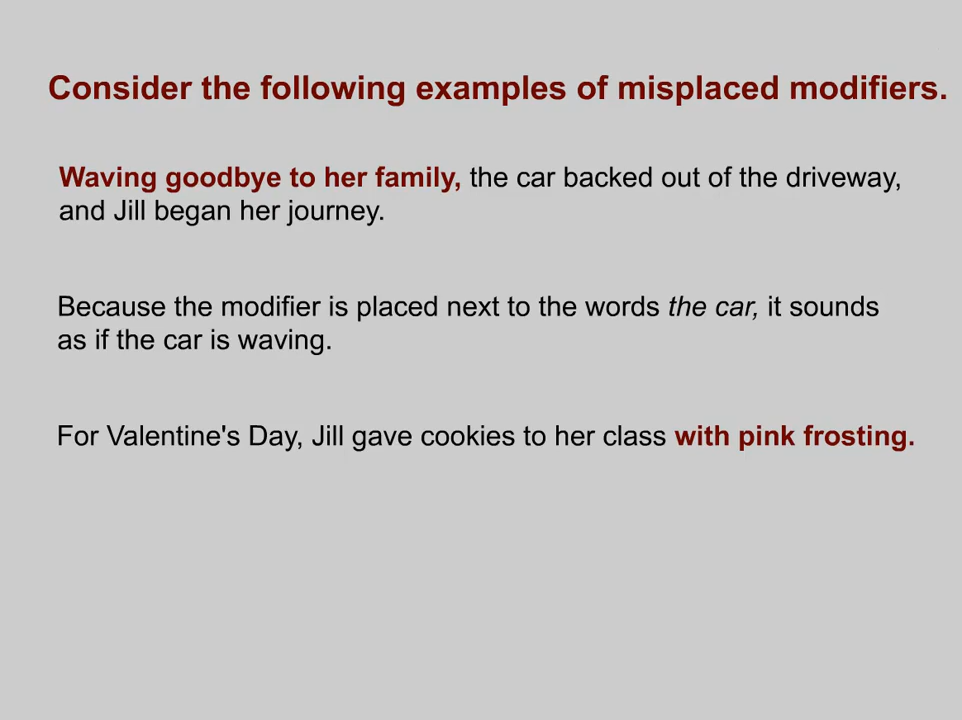 Consider the following examples of misplaced modifiers.
Waving goodbye to her family, the car backed out of the driveway,
and Jill began her journey.
Because the modifier is placed next to the words the car, it sounds
as if the car is waving.
For Valentine's Day, Jill gave cookies to her class with pink frosting.